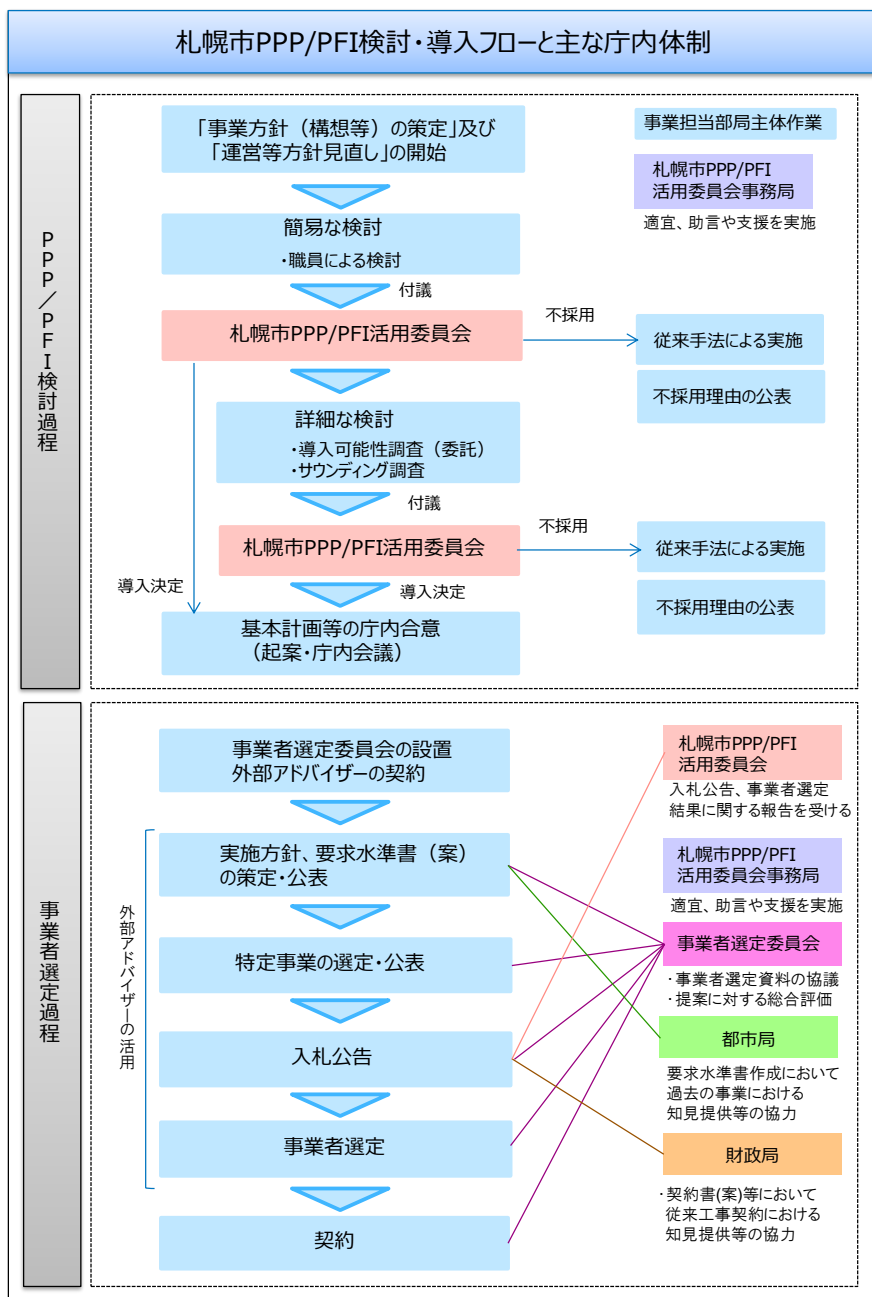 札幌市PPP/PFI検討・導入フローと主な庁内体制
PPP/PFI検討過程
「事業方針（構想等）の策定」及び
「運営等方針見直し」の開始
簡易な検討
・職員による検討
付議
札幌市PPP/PFI活用委員会
不採用
従来手法による実施
不採用理由の公表
詳細な検討
・導入可能性調査（委託）
・サウンディング調査
付議
札幌市PPP/PFI活用委員会
不採用
従来手法による実施
不採用理由の公表
導入決定
導入決定
基本計画等の庁内合意
（起案・庁内会議）
事業担当部局主体作業
札幌市PPP/PFI
活用委員会事務局
適宜、助言や支援を実施
事業者選定過程
事業者選定委員会の設置
外部アドバイザーの契約
外部アドバイザーの活用
実施方針、要求水準書（案）
の策定・公表
特定事業の選定・公表
入札公告
事業者選定
契約
札幌市PPP/PFI
活用委員会
入札公告、事業者選定
結果に関する報告を受ける
札幌市PPP/PFI
活用委員会事務局
適宜、助言や支援を実施
事業者選定委員会
・事業者選定資料の協議
・提案に対する総合評価
都市局
要求水準書作成において
過去の事業における
知見提供等の協力
財政局
・契約書(案)等において
従来工事契約における
知見提供等の協力